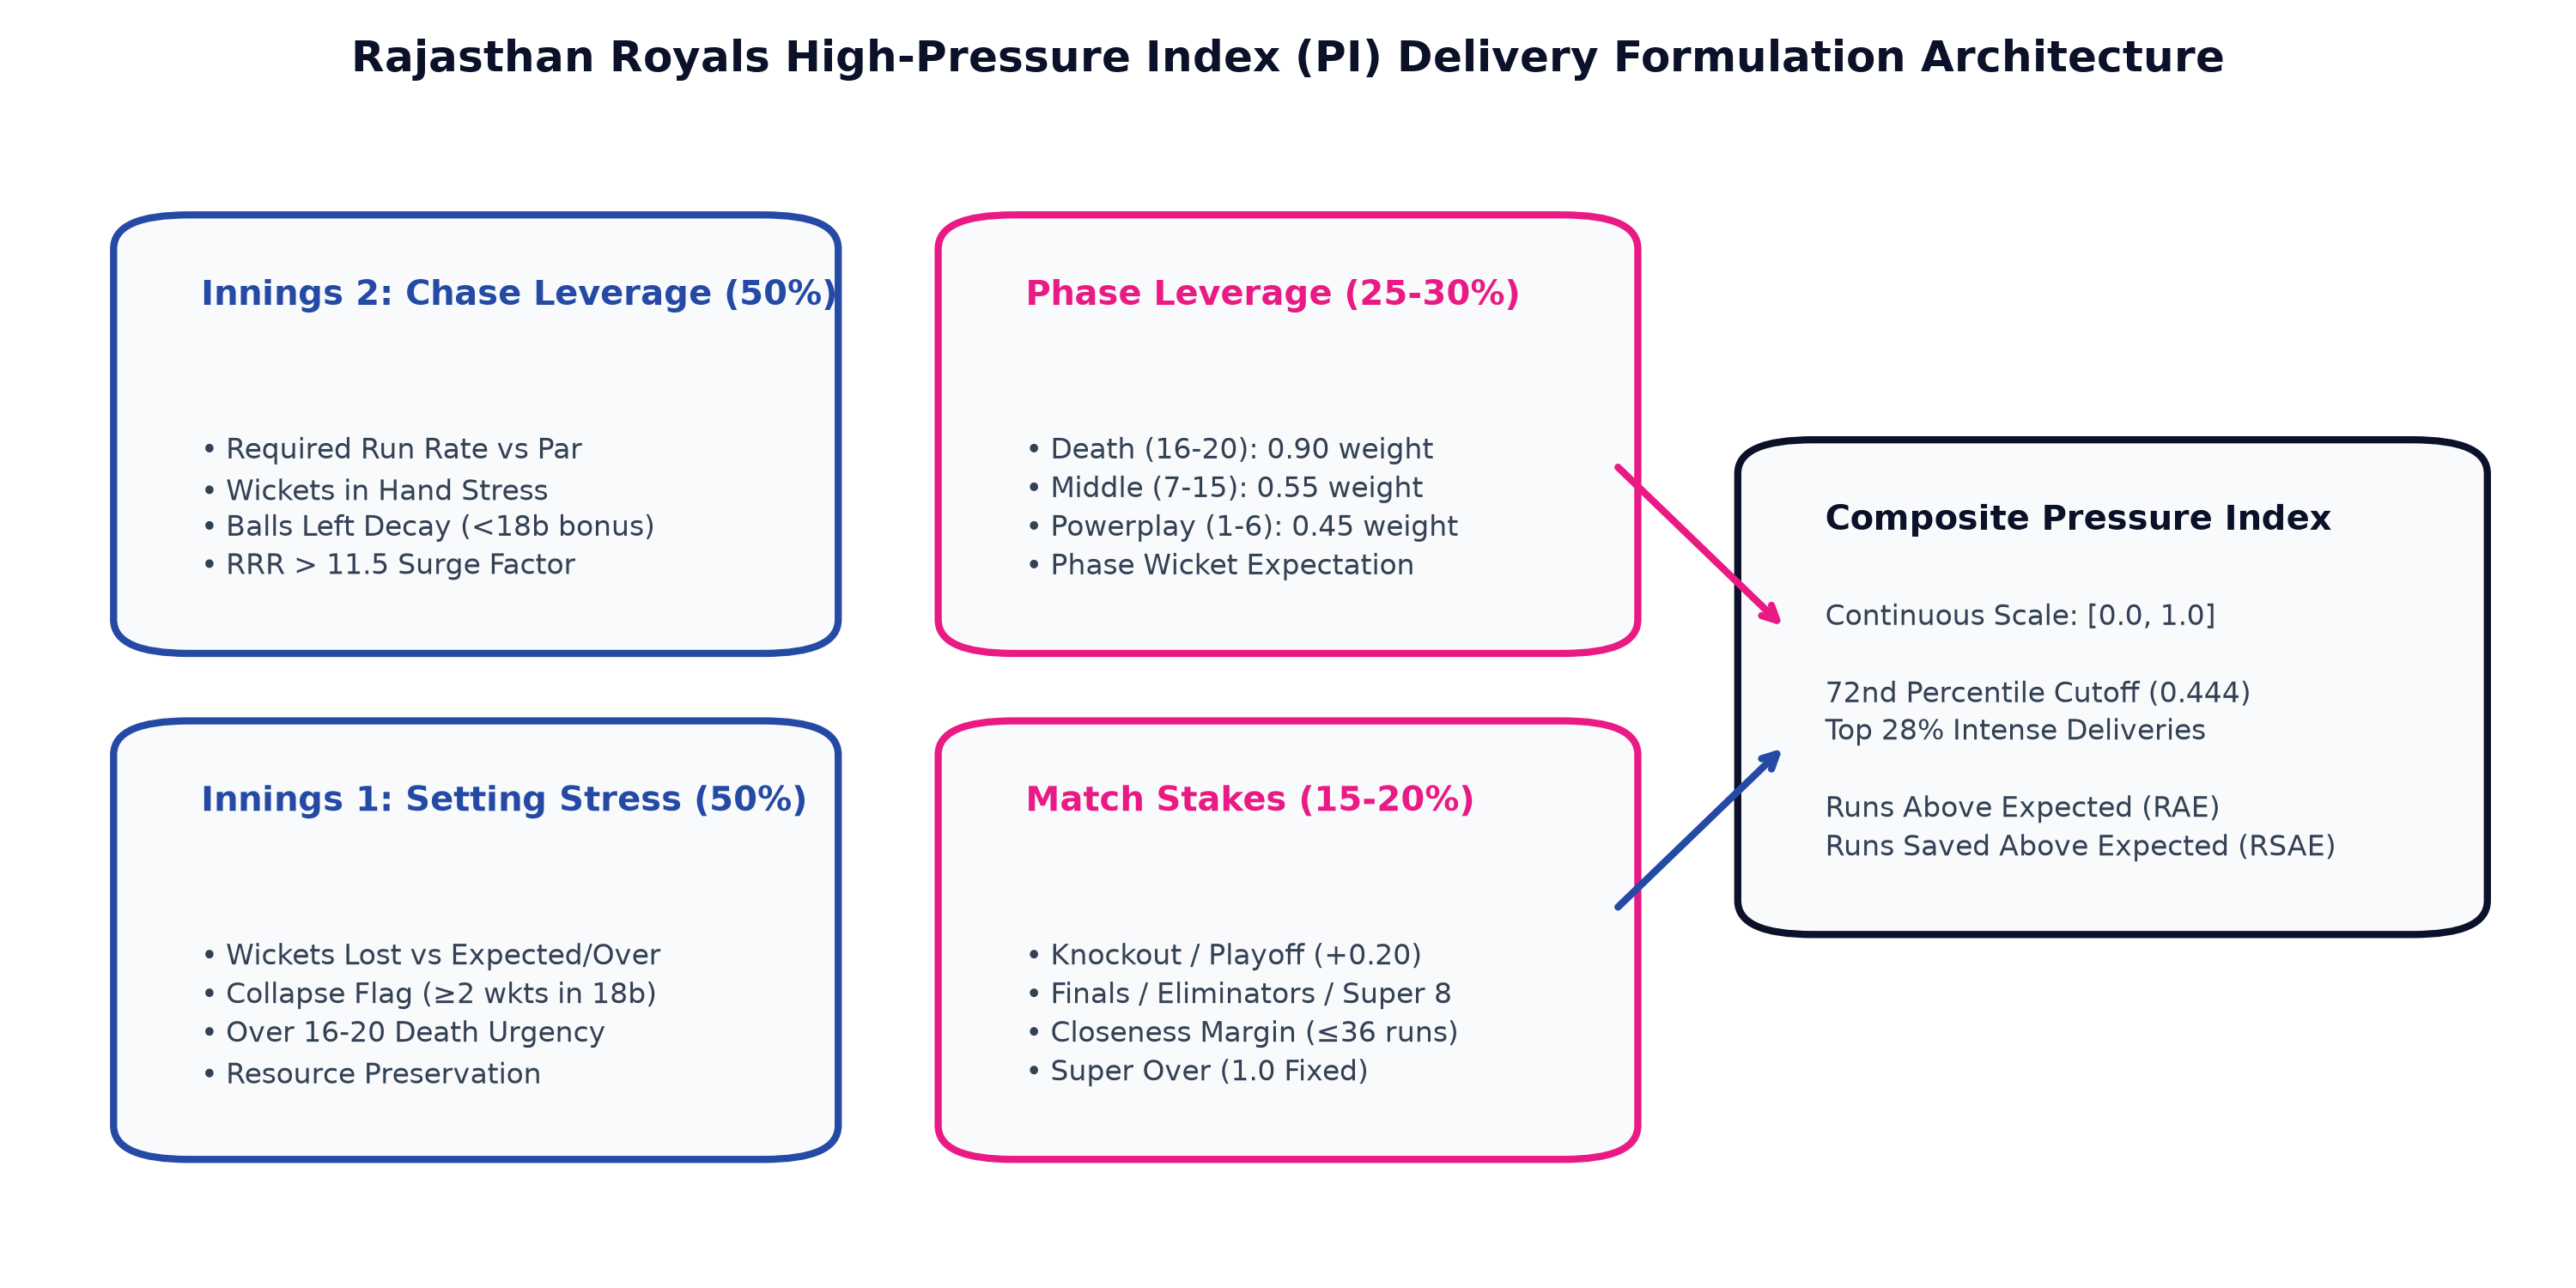 Rajasthan Royals High-Pressure Index (PI) Delivery Formulation Architecture
Innings 2: Chase Leverage (50%)
• Required Run Rate vs Par
• Wickets in Hand Stress
• Balls Left Decay (<18b bonus)
• RRR > 11.5 Surge Factor
Phase Leverage (25-30%)
• Death (16-20): 0.90 weight
• Middle (7-15): 0.55 weight
• Powerplay (1-6): 0.45 weight
• Phase Wicket Expectation
Innings 1: Setting Stress (50%)
• Wickets Lost vs Expected/Over
• Collapse Flag (≥2 wkts in 18b)
• Over 16-20 Death Urgency
• Resource Preservation
Match Stakes (15-20%)
• Knockout / Playoff (+0.20)
• Finals / Eliminators / Super 8
• Closeness Margin (≤36 runs)
• Super Over (1.0 Fixed)
Composite Pressure Index
Continuous Scale: [0.0, 1.0]
72nd Percentile Cutoff (0.444)
Top 28% Intense Deliveries
Runs Above Expected (RAE)
Runs Saved Above Expected (RSAE)